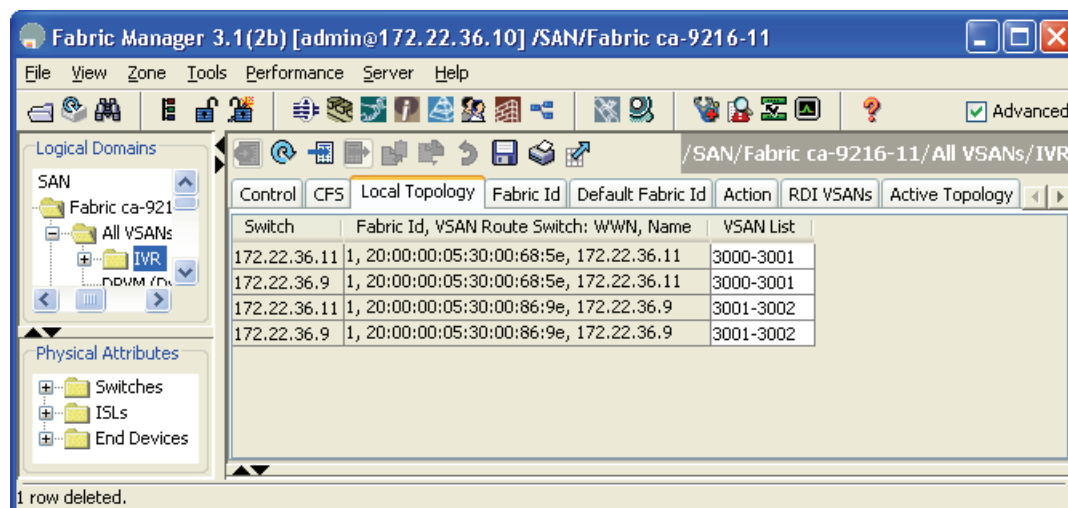 Fabric Manager 3.1(2b) [admin@172.22.36.10] /SAN/Fabric ca-9216-11
File View Zone Tools Performance Server Help
Advanced
Logical Domains
SAN
Fabric ca-921
All VSANs
IVR
/SAN/Fabric ca-9216-11/All VSANs/IVR
Control CFS Local Topology Fabric Id Default Fabric Id Action RDI VSANs Active Topology
Switch Fabric Id, VSAN Route Switch: WWN, Name VSAN List
172.22.36.11 1, 20:00:00:05:30:00:68:5e, 172.22.36.11 3000-3001
172.22.36.9 1, 20:00:00:05:30:00:68:5e, 172.22.36.11 3000-3001
172.22.36.11 1, 20:00:00:05:30:00:86:9e, 172.22.36.9 3001-3002
172.22.36.9 1, 20:00:00:05:30:00:86:9e, 172.22.36.9 3001-3002
Physical Attributes
Switches
ISLs
End Devices
1 row deleted.